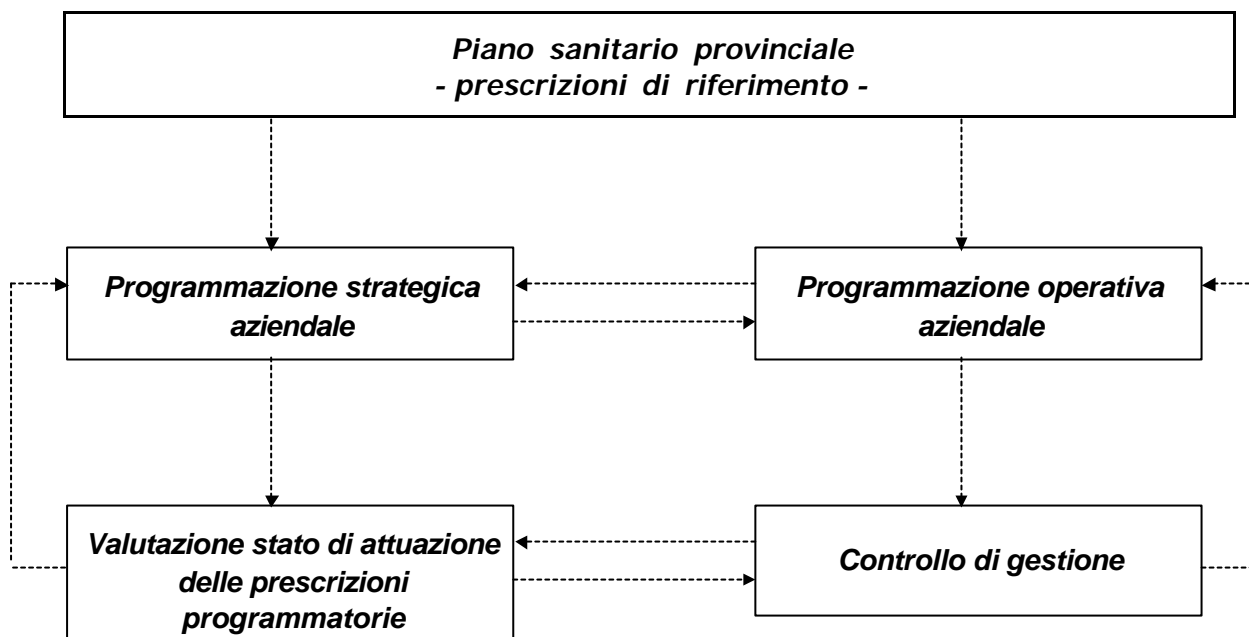 Piano sanitario provinciale
- prescrizioni di riferimento -
Programmazione strategica
aziendale
Programmazione operativa
aziendale
Valutazione stato di attuazione
delle prescrizioni
programmatorie
Controllo di gestione